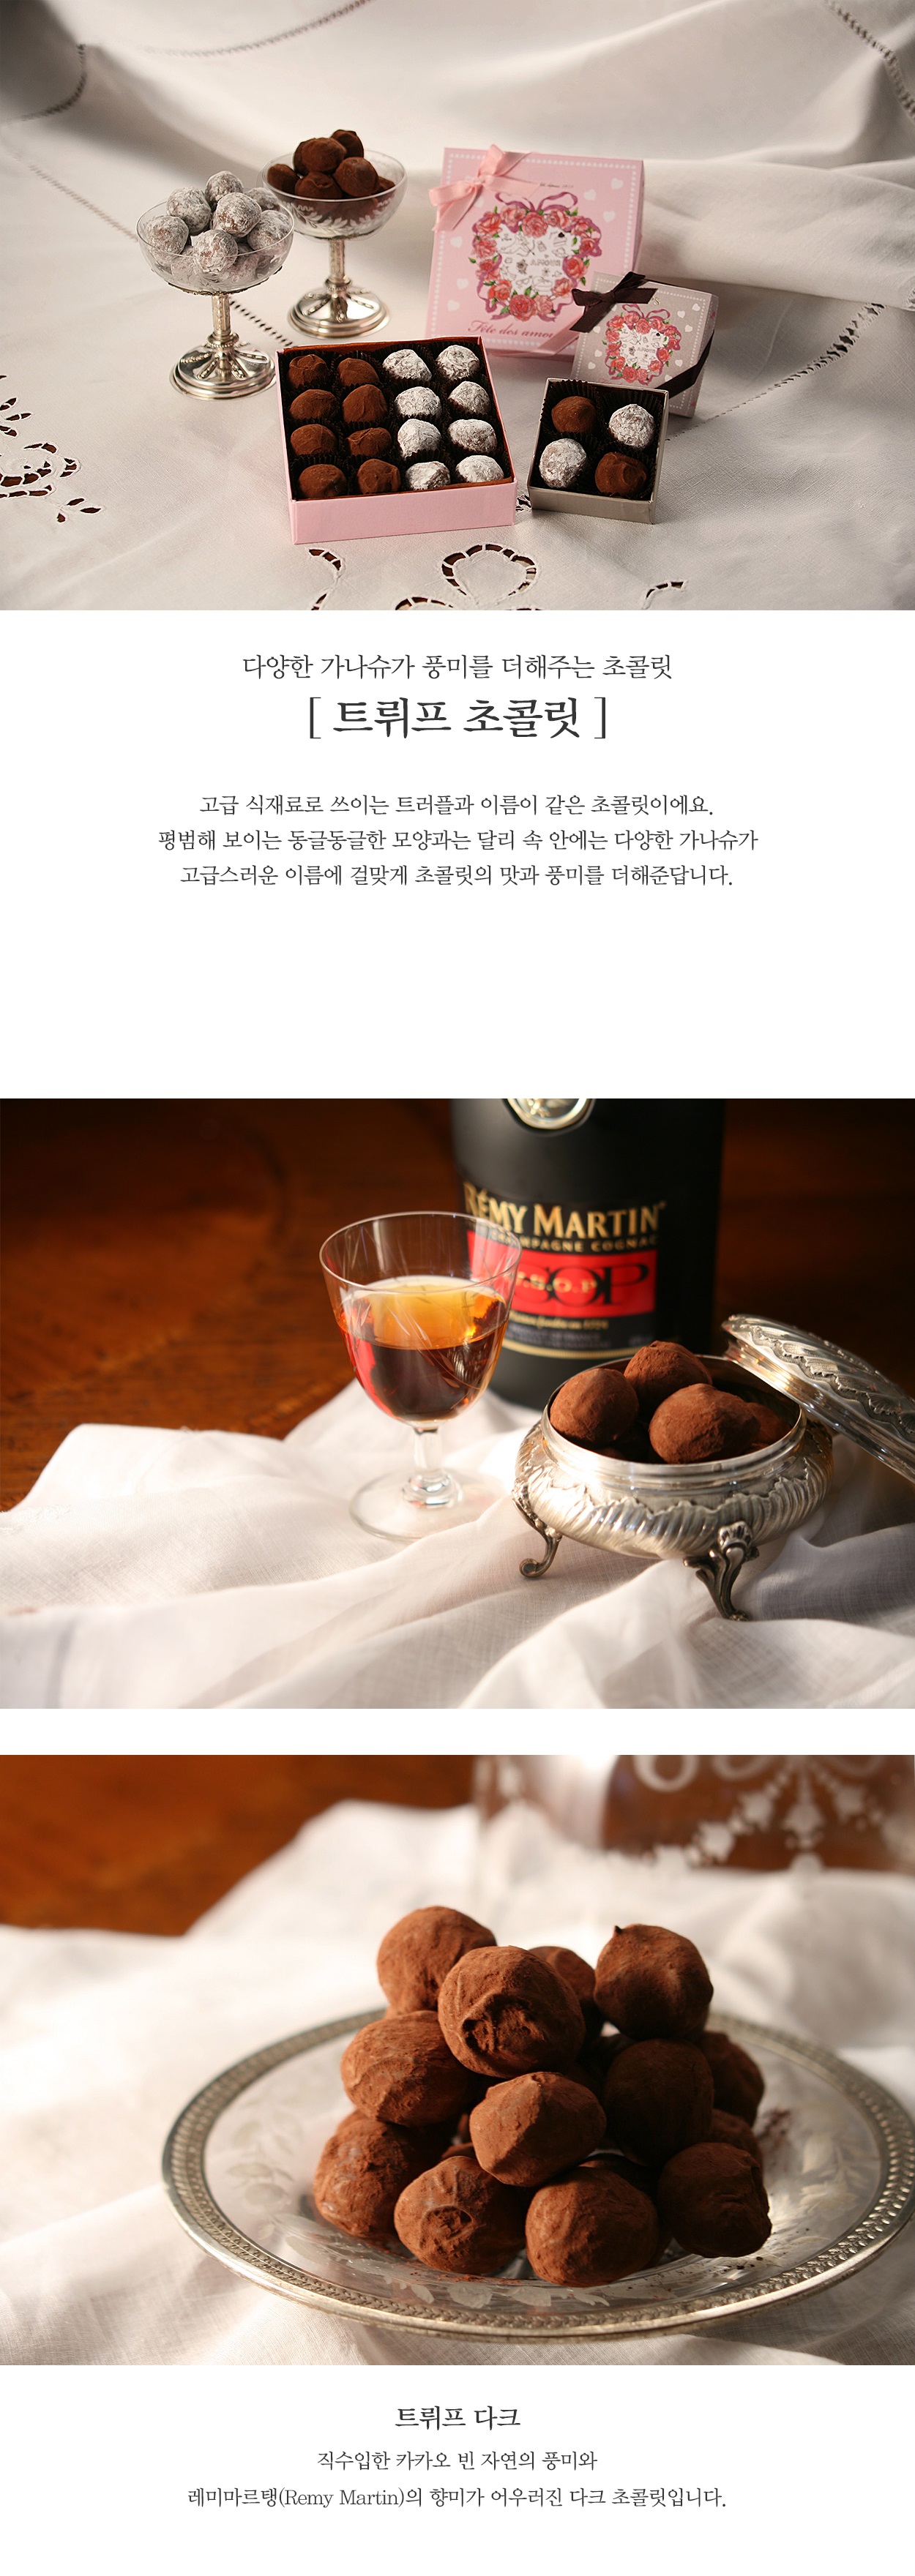 AMOUR
Fête des amou
다양한 가나슈가 풍미를 더해주는 초콜릿
[ 트뤼프 초콜릿 ]
고급 식재료로 쓰이는 트러플과 이름이 같은 초콜릿이에요.
평범해 보이는 동글동글한 모양과는 달리 속 안에는 다양한 가나슈가
고급스러운 이름에 걸맞게 초콜릿의 맛과 풍미를 더해준답니다.
RÉMY MARTIN
CHAMPAGNE COGNAC
V.S.O.P
트뤼프 다크
직수입한 카카오 빈 자연의 풍미와
레미마르탱(Remy Martin)의 향미가 어우러진 다크 초콜릿입니다.